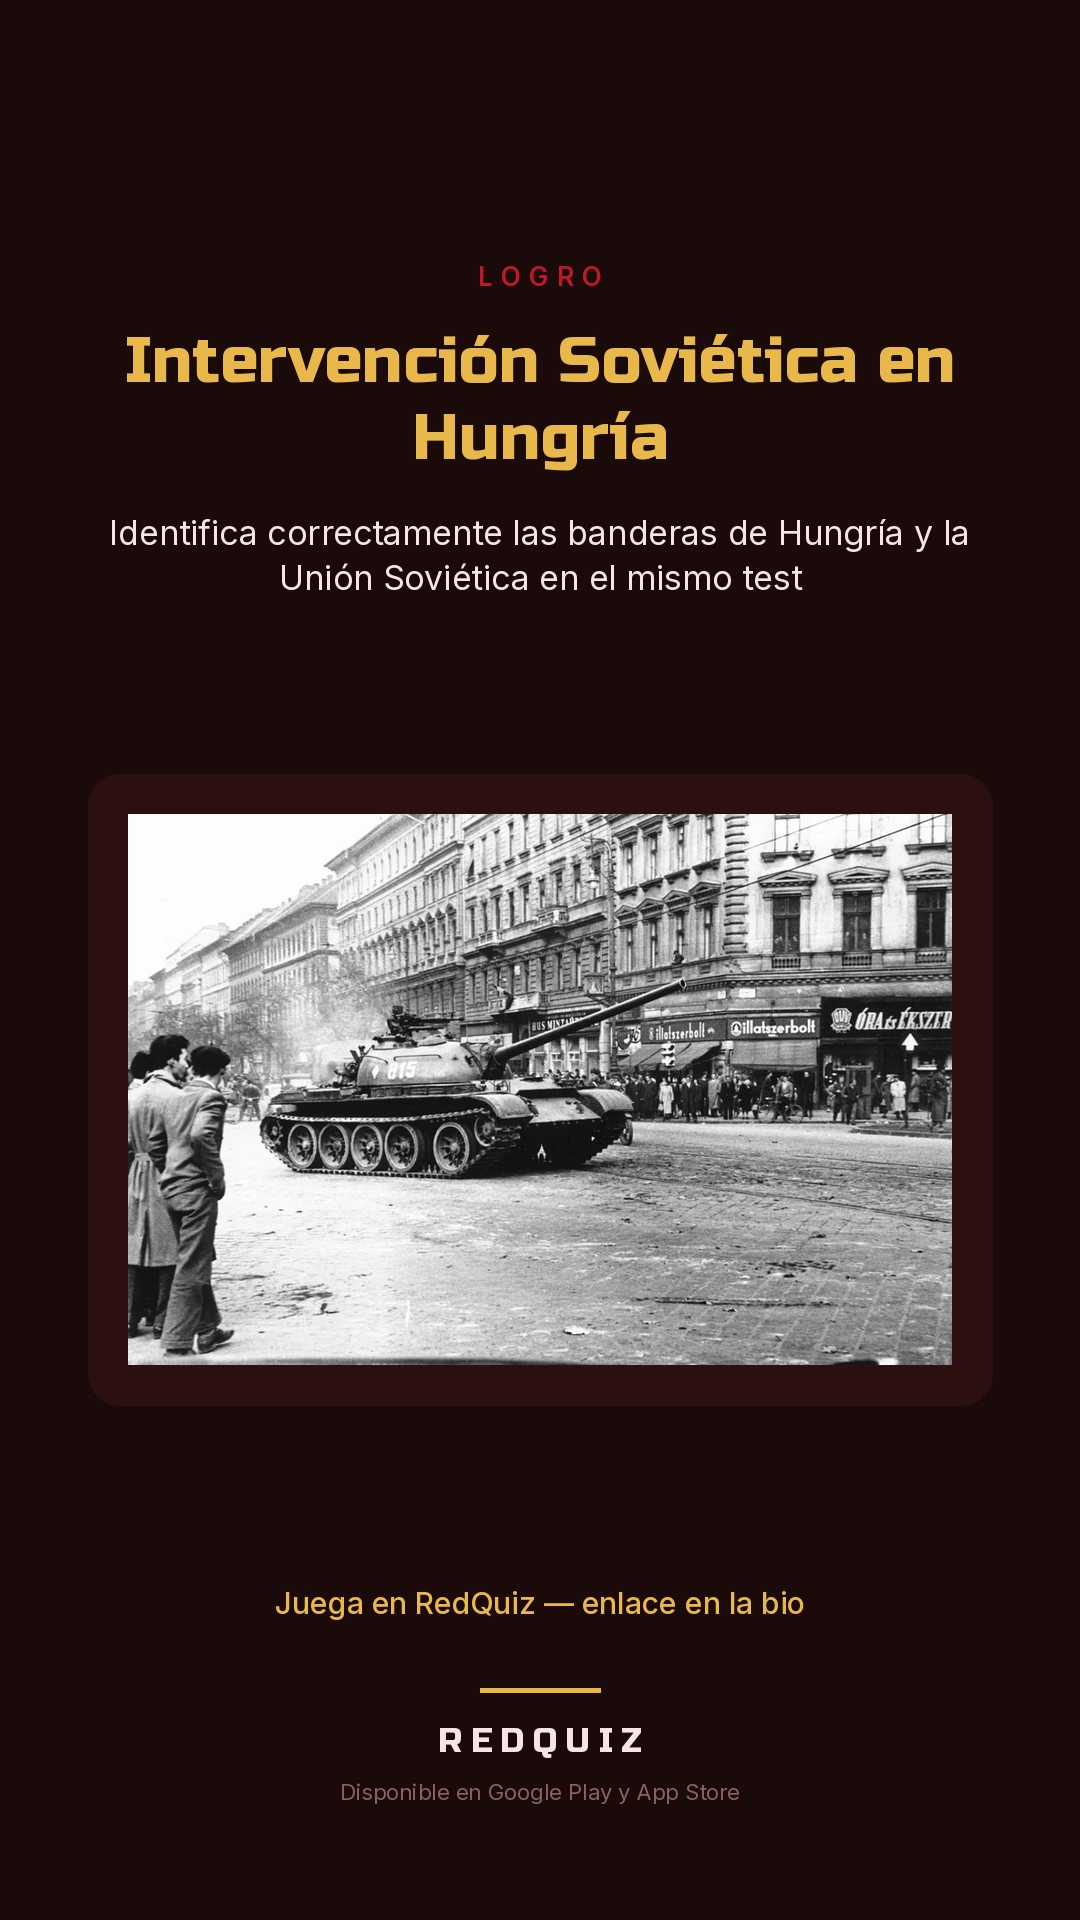 LOGRO
Intervención Soviética en
Hungría
Identifica correctamente las banderas de Hungría y la
Unión Soviética en el mismo test
815
HUS
illatszerbolt
illatszerbolt
ÓRA és ÉKSZER
Juega en RedQuiz — enlace en la bio
REDQUIZ
Disponible en Google Play y App Store